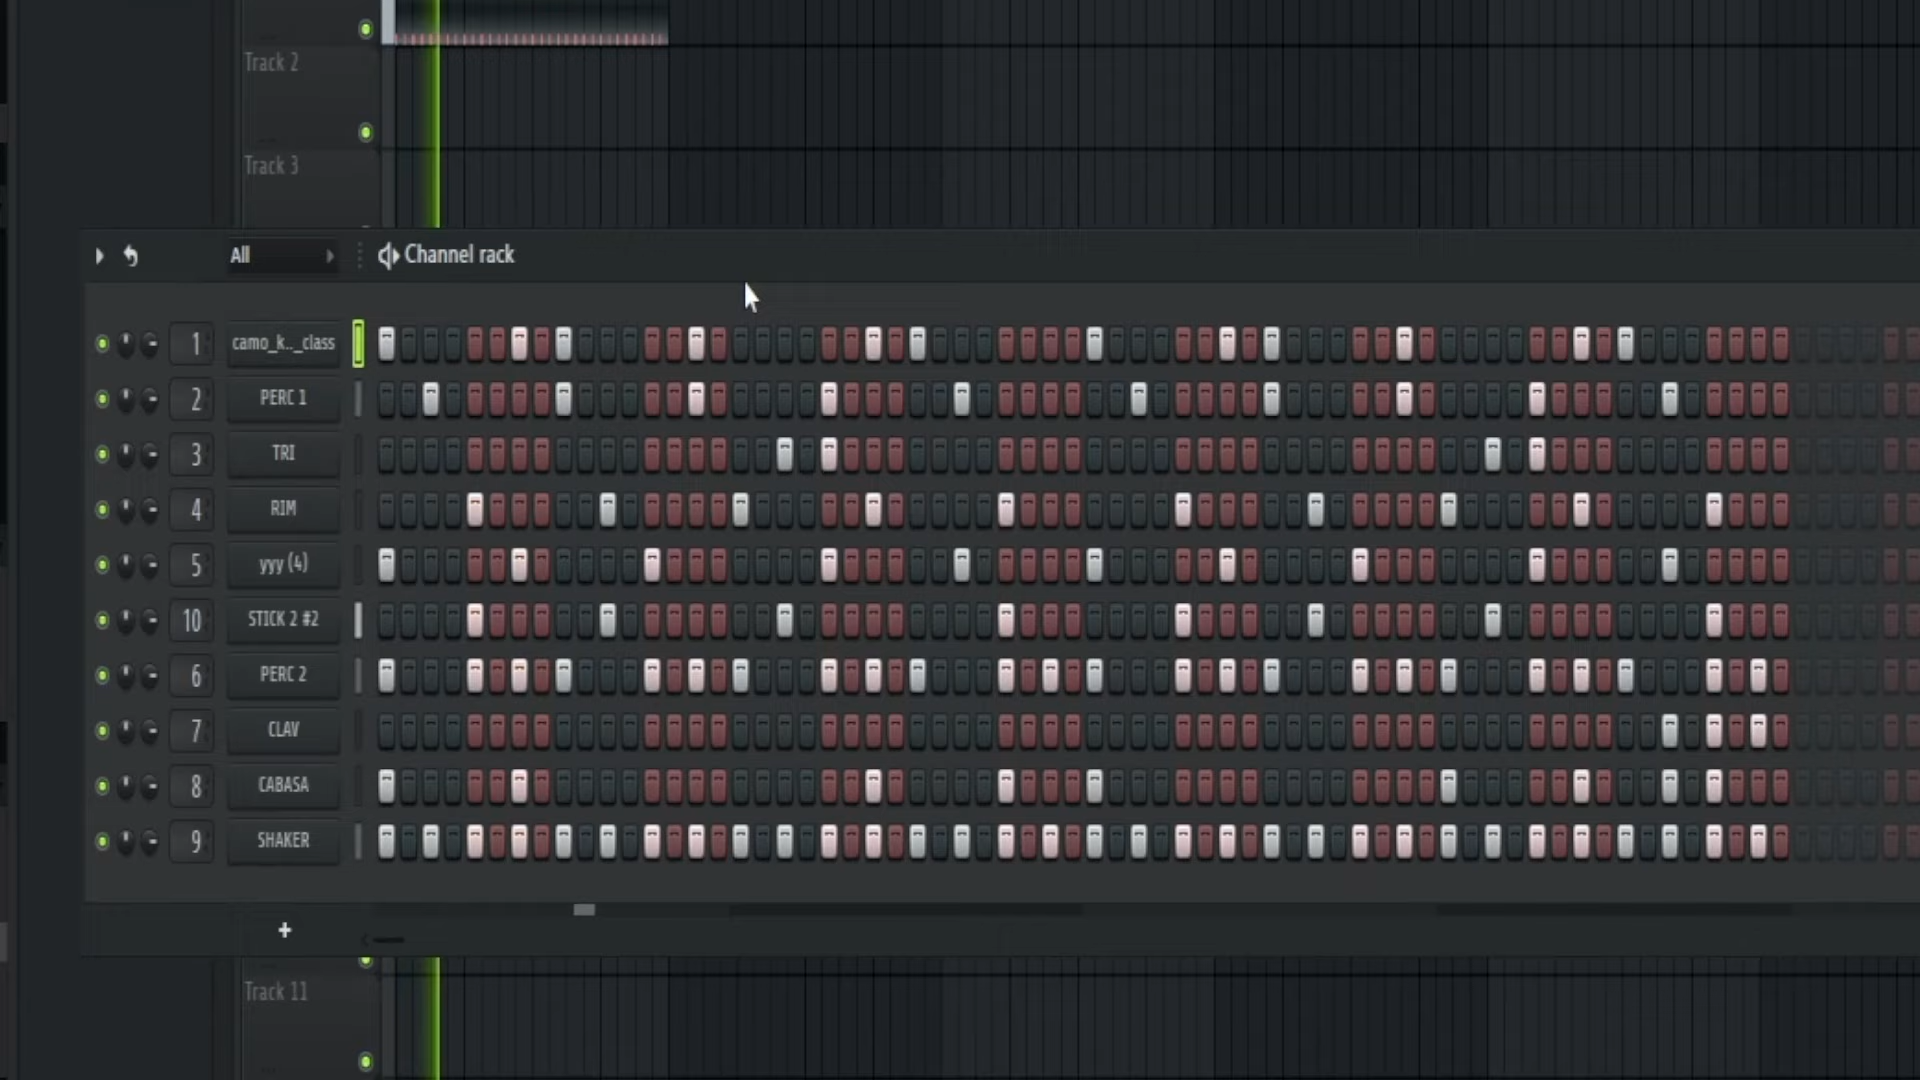 Track 2
Track 3
All Channel rack
1 camo_k.._class
2 PERC 1
3 TRI
4 RIM
5 yyy (4)
10 STICK 2 #2
6 PERC 2
7 CLAV
8 CABASA
9 SHAKER
+
Track 11